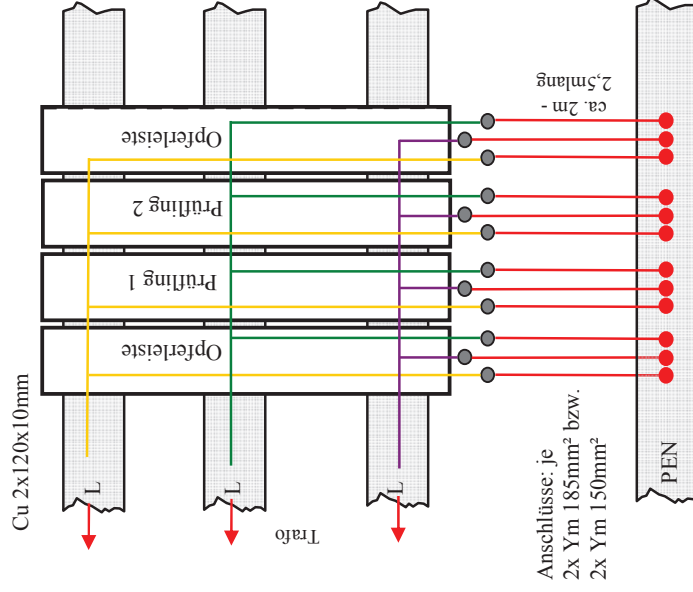 Cu 2x120x10mm
L
L
L
Trafo
Opferleiste
Prüfling 1
Prüfling 2
Opferleiste
ca. 2m -
2,5mlang
Anschlüsse: je
2x Ym 185mm² bzw.
2x Ym 150mm²
PEN